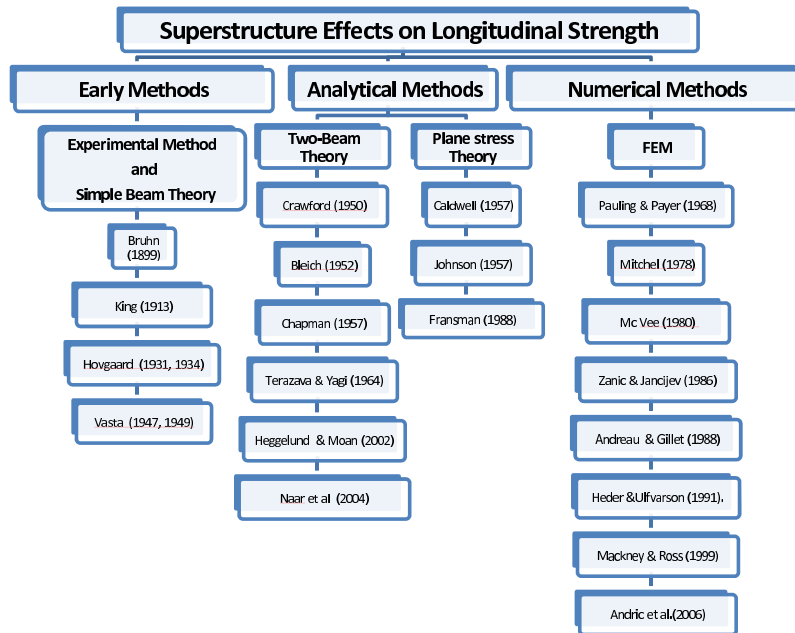 Superstructure Effects on Longitudinal Strength
Early Methods
Experimental Method
and
Simple Beam Theory
Bruhn
(1899)
King (1913)
Hovgaard (1931, 1934)
Vasta (1947, 1949)
Analytical Methods
Two-Beam
Theory
Crawford (1950)
Bleich (1952)
Chapman (1957)
Terazava & Yagi (1964)
Heggelund & Moan (2002)
Naar et al (2004)
Plane stress
Theory
Caldwell (1957)
Johnson (1957)
Fransman (1988)
Numerical Methods
FEM
Pauling & Payer (1968)
Mitchel (1978)
Mc Vee (1980)
Zanic & Jancijev (1986)
Andreau & Gillet (1988)
Heder &Ulfvarson (1991).
Mackney & Ross (1999)
Andric et al.(2006)